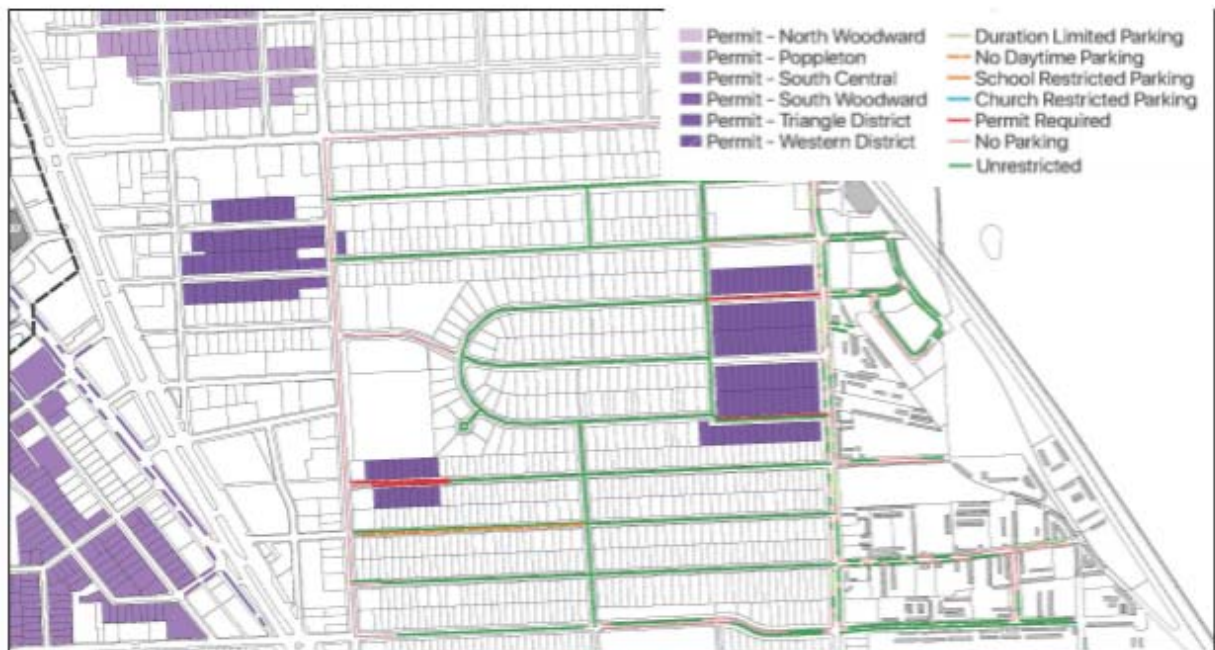 Permit - North Woodward
Permit - Poppleton
Permit - South Central
Permit - South Woodward
Permit - Triangle District
Permit - Western District
Duration Limited Parking
No Daytime Parking
School Restricted Parking
Church Restricted Parking
Permit Required
No Parking
Unrestricted